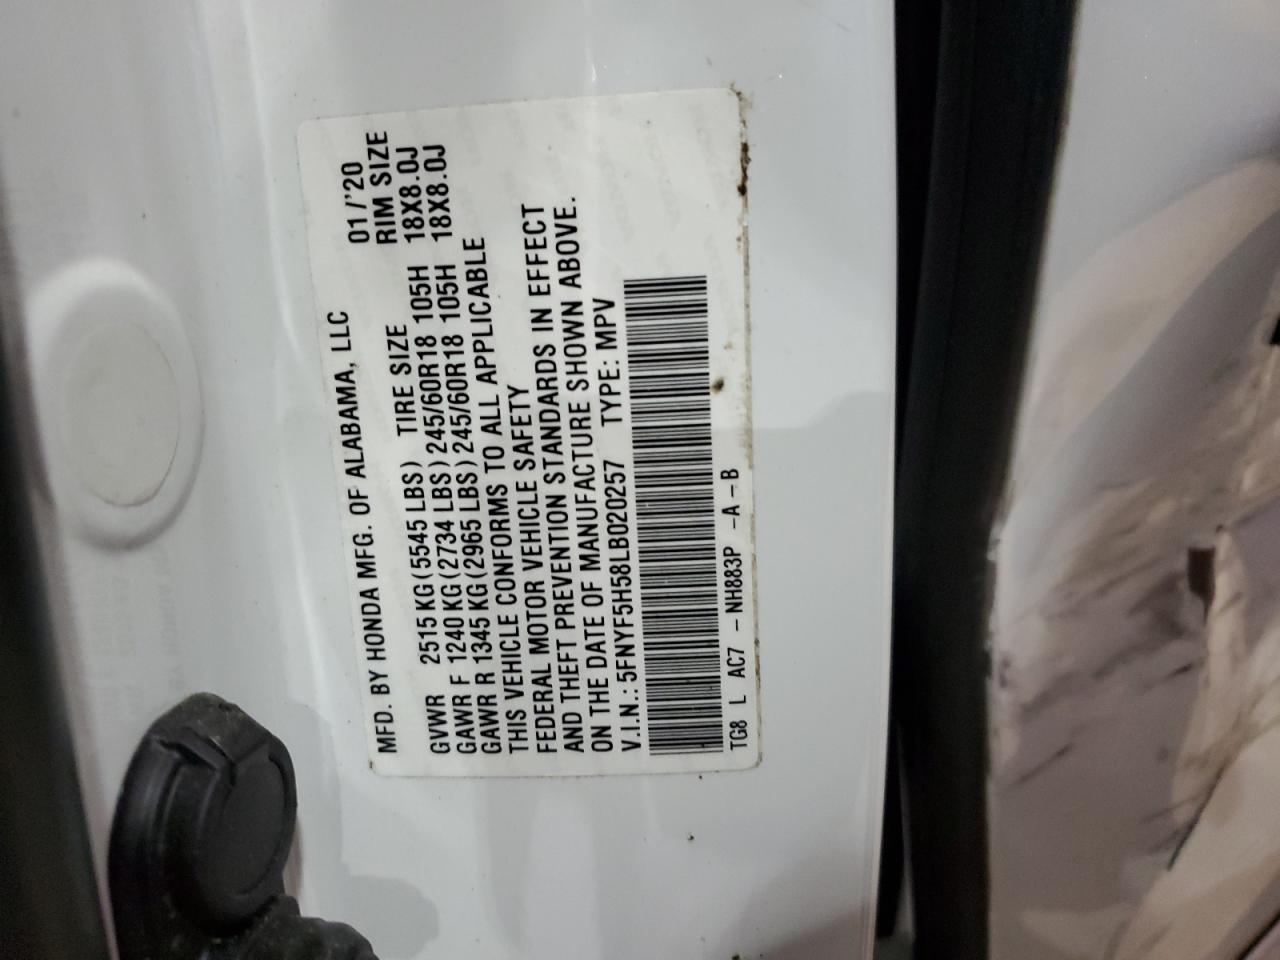 MFD. BY HONDA MFG. OF ALABAMA, LLC 01/'20
GVWR 2515 KG (5545 LBS) TIRE SIZE RIM SIZE
GAWR F 1240 KG (2734 LBS) 245/60R18 105H 18X8.0J
GAWR R 1345 KG (2965 LBS) 245/60R18 105H 18X8.0J
THIS VEHICLE CONFORMS TO ALL APPLICABLE
FEDERAL MOTOR VEHICLE SAFETY
AND THEFT PREVENTION STANDARDS IN EFFECT
ON THE DATE OF MANUFACTURE SHOWN ABOVE.
V.I.N.: 5FNYF5H58LB020257 TYPE: MPV
TG8 L AC7 - NH883P -A-B